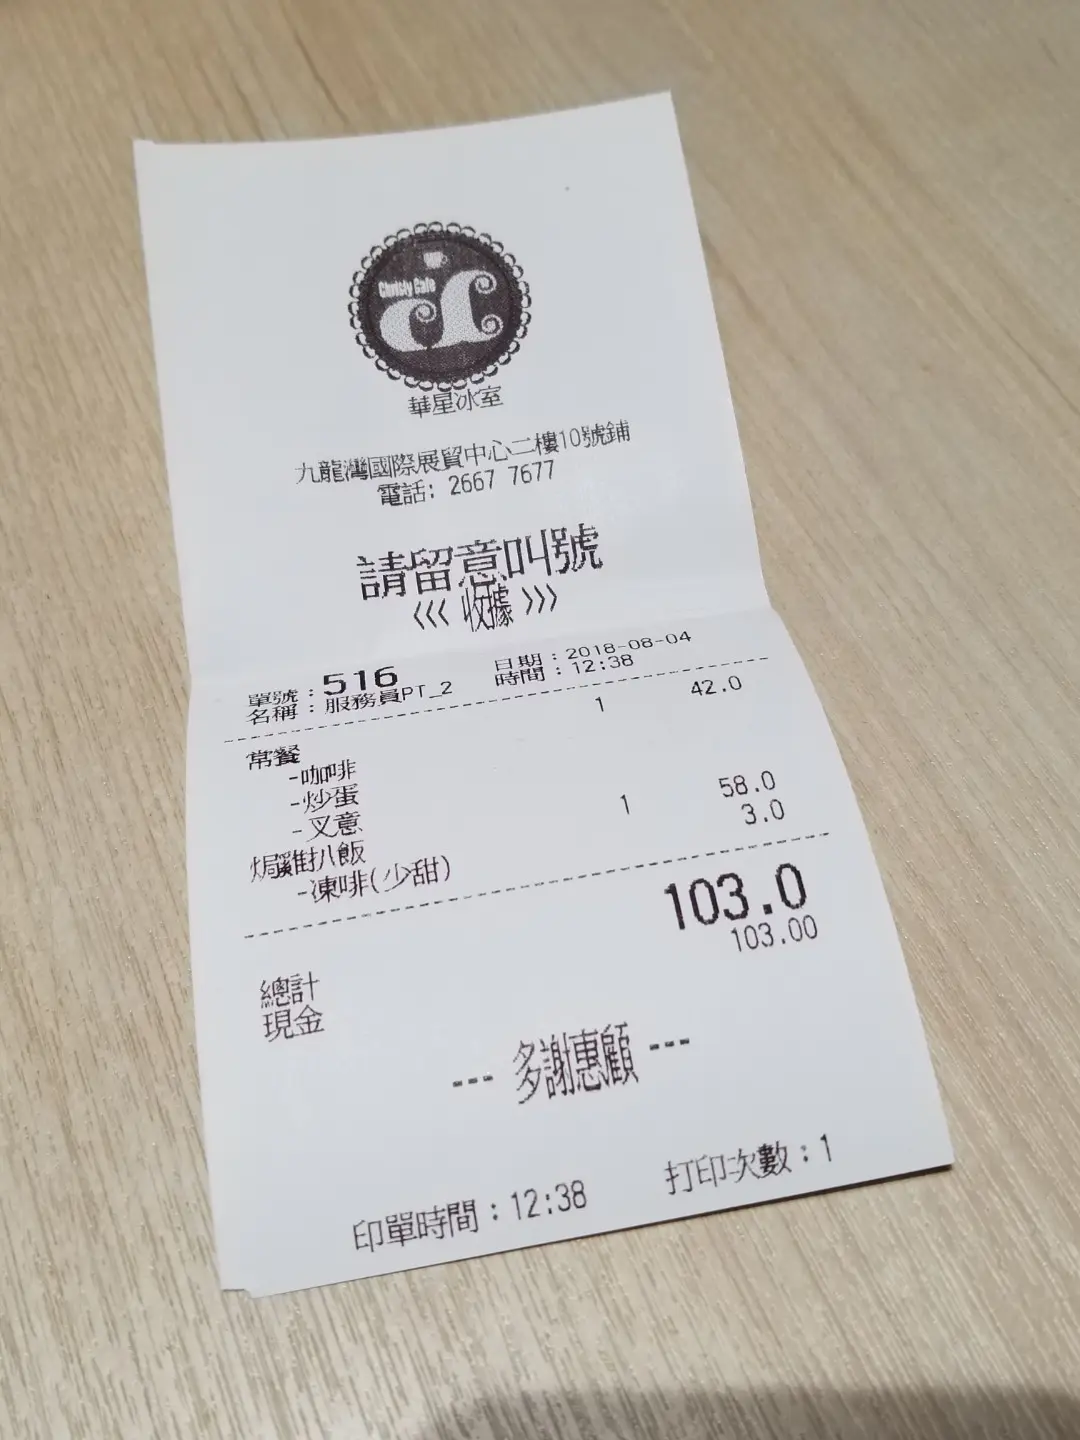 Christy Cafe
華星冰室
九龍灣國際展貿中心二樓10號鋪
電話: 2667 7677
請留意叫號
<<< 收據 >>>
單號：516 日期：2018-08-04
名稱：服務員PT_2 時間：12:38
常餐 1 42.0
-咖啡
-炒蛋
-叉意
焗雞扒飯 1 58.0
-凍啡(少甜) 3.0
總計 103.0
現金 103.00
--- 多謝惠顧 ---
印單時間：12:38 打印次數：1